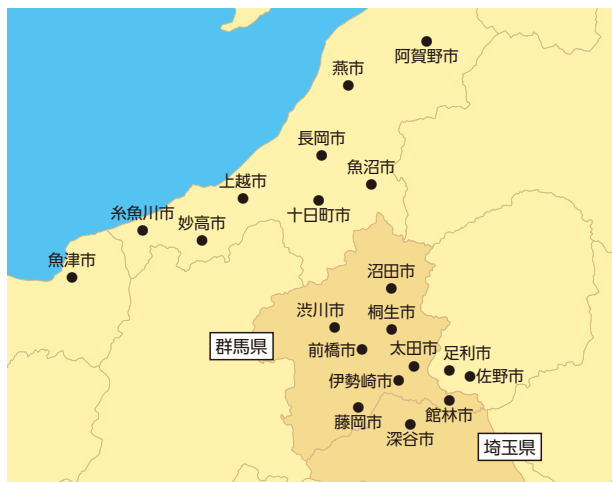 阿賀野市
燕市
長岡市
魚沼市
上越市
十日町市
糸魚川市
妙高市
魚津市
沼田市
渋川市
桐生市
群馬県
前橋市
太田市
足利市
佐野市
伊勢崎市
藤岡市
館林市
深谷市
埼玉県